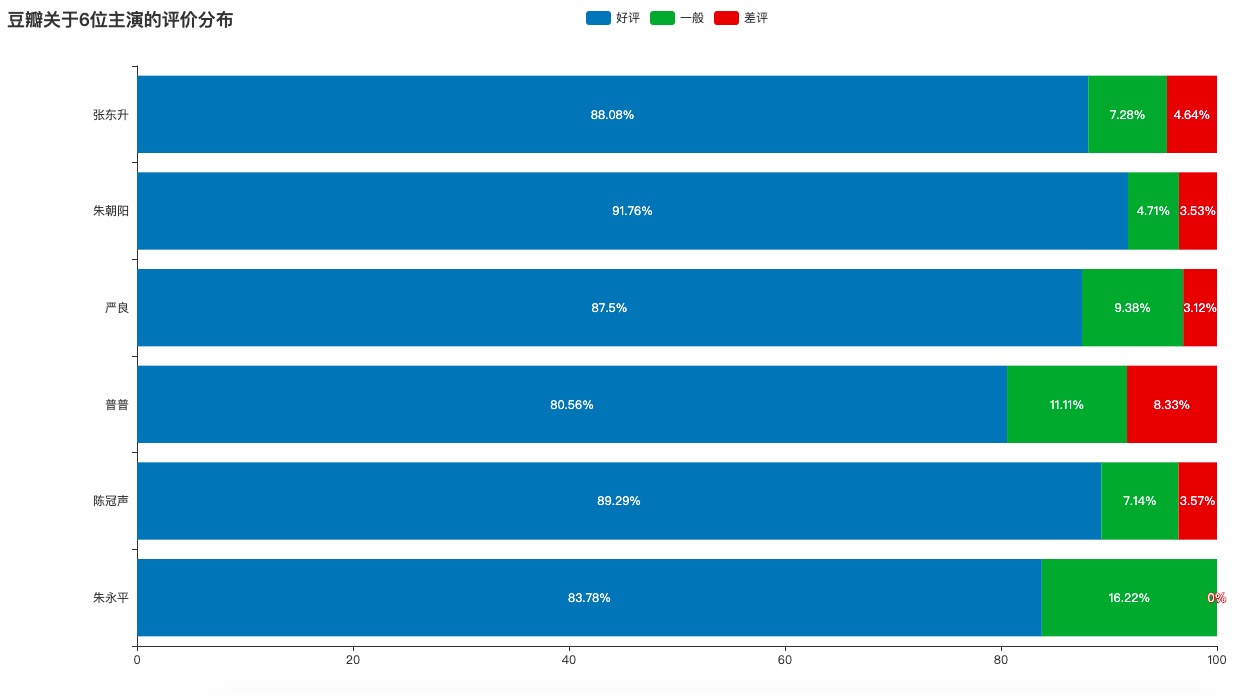 豆瓣关于6位主演的评价分布
好评 一般 差评
张东升 88.08% 7.28% 4.64%
朱朝阳 91.76% 4.71% 3.53%
严良 87.5% 9.38% 3.12%
普普 80.56% 11.11% 8.33%
陈冠声 89.29% 7.14% 3.57%
朱永平 83.78% 16.22% 0%
0 20 40 60 80 100